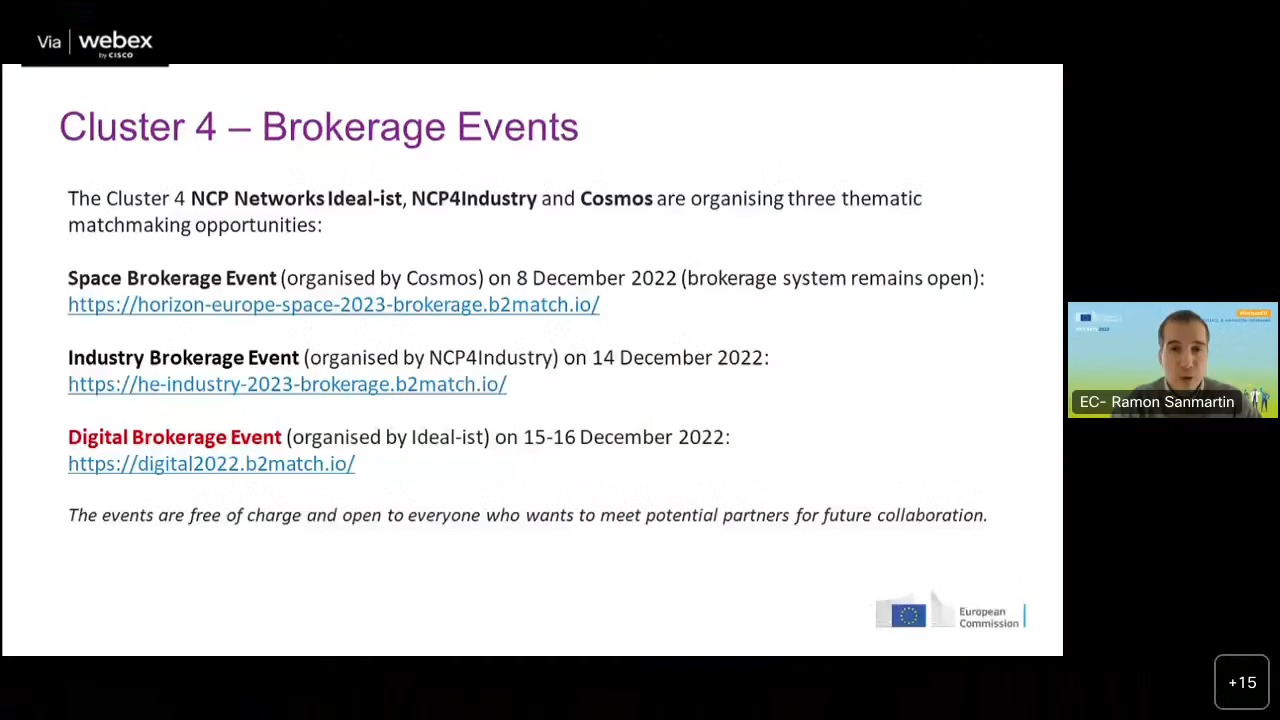 Via webex
by CISCO
Cluster 4 – Brokerage Events
The Cluster 4 NCP Networks Ideal-ist, NCP4Industry and Cosmos are organising three thematic
matchmaking opportunities:
Space Brokerage Event (organised by Cosmos) on 8 December 2022 (brokerage system remains open):
https://horizon-europe-space-2023-brokerage.b2match.io/
Industry Brokerage Event (organised by NCP4Industry) on 14 December 2022:
https://he-industry-2023-brokerage.b2match.io/
Digital Brokerage Event (organised by Ideal-ist) on 15-16 December 2022:
https://digital2022.b2match.io/
The events are free of charge and open to everyone who wants to meet potential partners for future collaboration.
European
Commission
EC- Ramon Sanmartin
+15